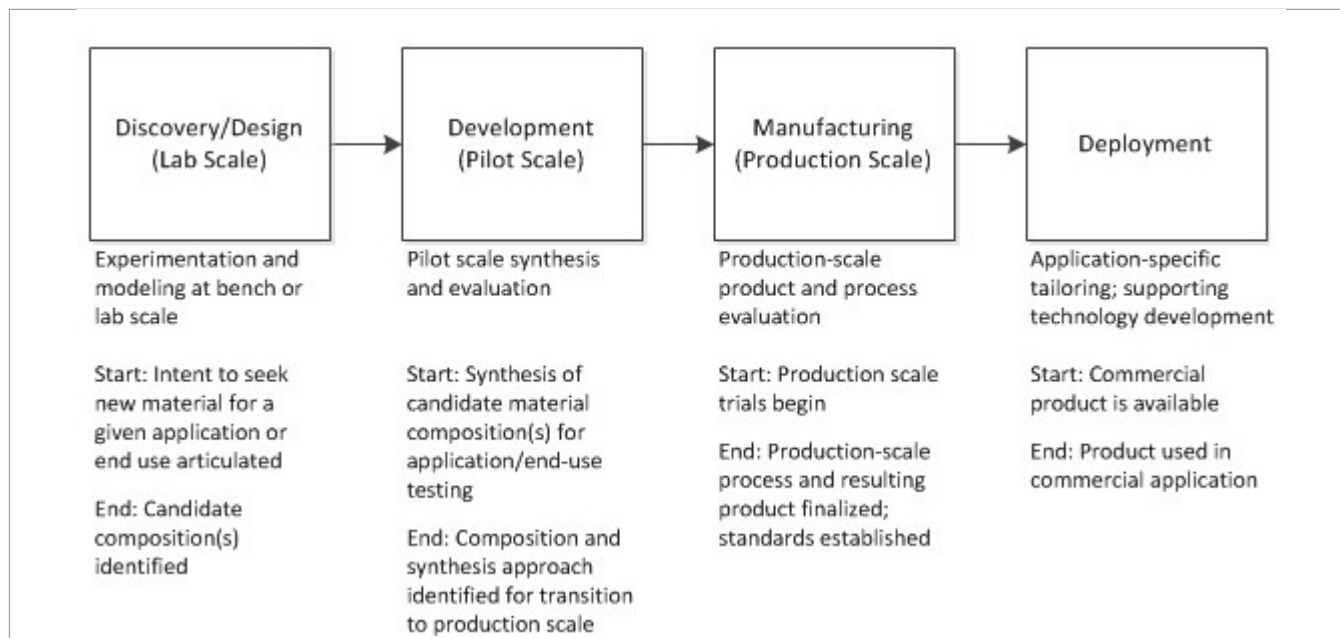 Discovery/Design
(Lab Scale)
Development
(Pilot Scale)
Manufacturing
(Production Scale)
Deployment
Experimentation and
modeling at bench or
lab scale
Start: Intent to seek
new material for a
given application or
end use articulated
End: Candidate
composition(s)
identified
Pilot scale synthesis
and evaluation
Start: Synthesis of
candidate material
composition(s) for
application/end-use
testing
End: Composition and
synthesis approach
identified for transition
to production scale
Production-scale
product and process
evaluation
Start: Production scale
trials begin
End: Production-scale
process and resulting
product finalized;
standards established
Application-specific
tailoring; supporting
technology development
Start: Commercial
product is available
End: Product used in
commercial application